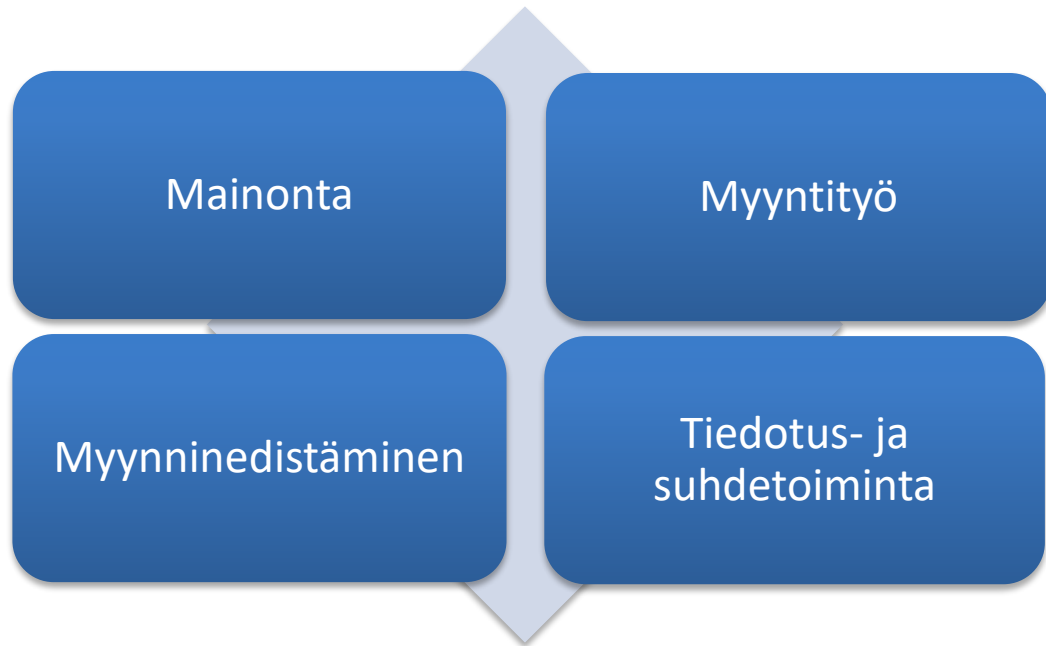 Mainonta
Myyntityö
Myynninedistäminen
Tiedotus- ja
suhdetoiminta